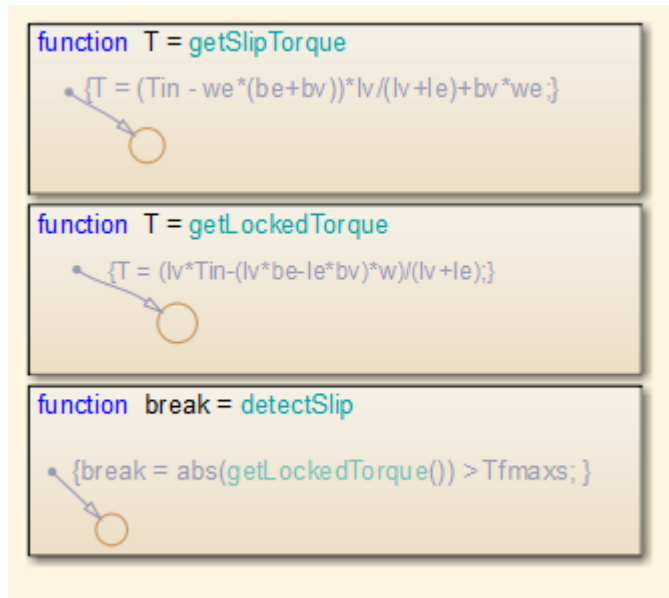 function T = getSlipTorque
{T = (Tin - we*(be+bv))*Iv/(Iv+Ie)+bv*we;}
function T = getLockedTorque
{T = (Iv*Tin-(Iv*be-Ie*bv)*w)/(Iv+Ie);}
function break = detectSlip
{break = abs(getLockedTorque()) > Tfmaxs; }